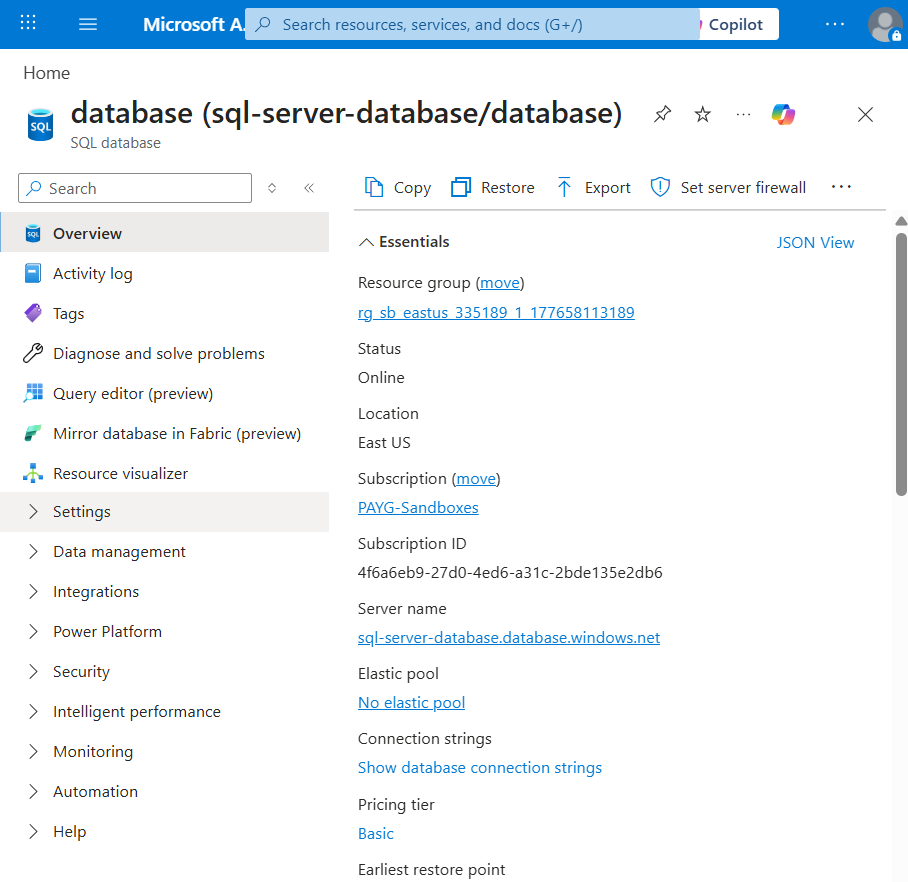 Microsoft A.
Search resources, services, and docs (G+/)
Copilot
Home
SQL
database (sql-server-database/database)
SQL database
Search
Copy
Restore
Export
Set server firewall
SQL
Overview
Activity log
Tags
Diagnose and solve problems
Query editor (preview)
Mirror database in Fabric (preview)
Resource visualizer
Settings
Data management
Integrations
Power Platform
Security
Intelligent performance
Monitoring
Automation
Help
Essentials
JSON View
Resource group (move)
rg_sb_eastus_335189_1_177658113189
Status
Online
Location
East US
Subscription (move)
PAYG-Sandboxes
Subscription ID
4f6a6eb9-27d0-4ed6-a31c-2bde135e2db6
Server name
sql-server-database.database.windows.net
Elastic pool
No elastic pool
Connection strings
Show database connection strings
Pricing tier
Basic
Earliest restore point